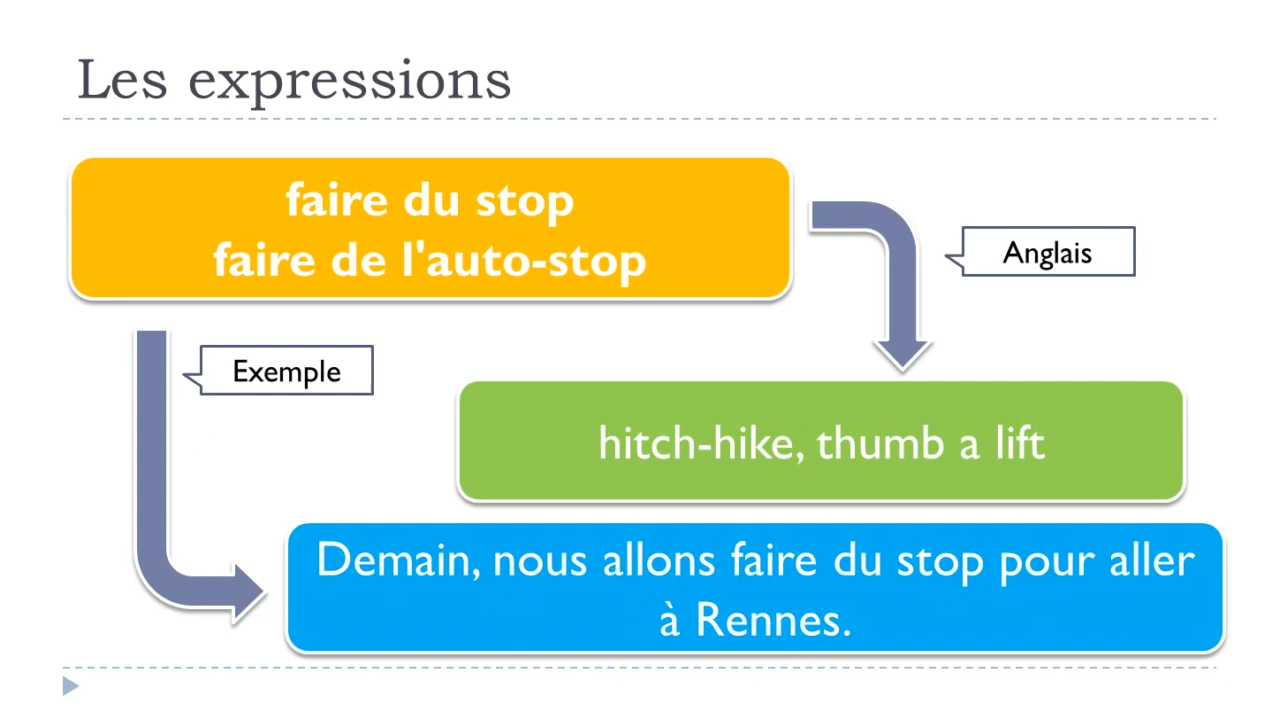 Les expressions
faire du stop
faire de l'auto-stop
Anglais
Exemple
hitch-hike, thumb a lift
Demain, nous allons faire du stop pour aller
à Rennes.